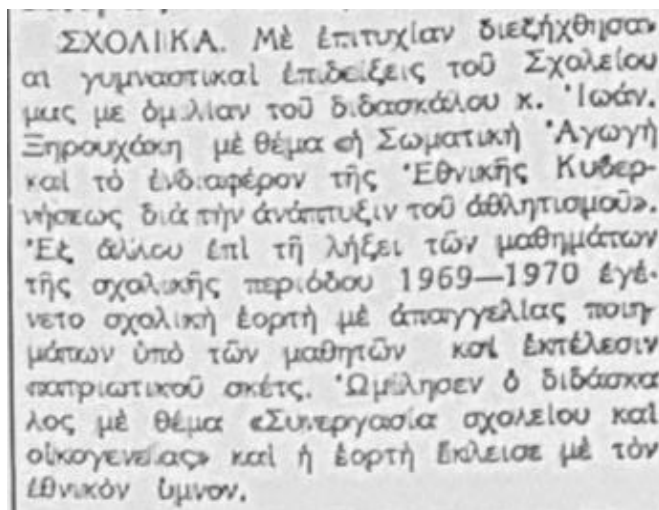 ΣΧΟΛΙΚΑ. Μὲ ἐπιτυχίαν διεξήχθησαν
αἱ γυμναστικαὶ ἐπιδείξεις τοῦ Σχολείου
μας με ὁμιλίαν τοῦ διδασκάλου κ. Ἰωάν.
Ξηρουχάκη μὲ θέμα «ἡ Σωματικὴ Ἀγωγὴ
καὶ τὸ ἐνδιαφέρον τῆς Ἐθνικῆς Κυβερ-
νήσεως διὰ τὴν ἀνάπτυξιν τοῦ ἀθλητισμοῦ».
Ἐξ ἄλλου ἐπὶ τῇ λήξει τῶν μαθημάτων
τῆς σχολικῆς περιόδου 1969—1970 ἐγέ-
νετο σχολικὴ ἑορτὴ μὲ ἀπαγγελίας ποιη-
μάτων ὑπὸ τῶν μαθητῶν καὶ ἐκτέλεσιν
πατριωτικοῦ σκέτς. Ὡμίλησεν ὁ διδάσκα
λος μὲ θέμα «Συνεργασία σχολείου καὶ
οἰκογενείας» καὶ ἡ ἑορτὴ ἔκλεισε μὲ τὸν
ἐθνικὸν ὕμνον.